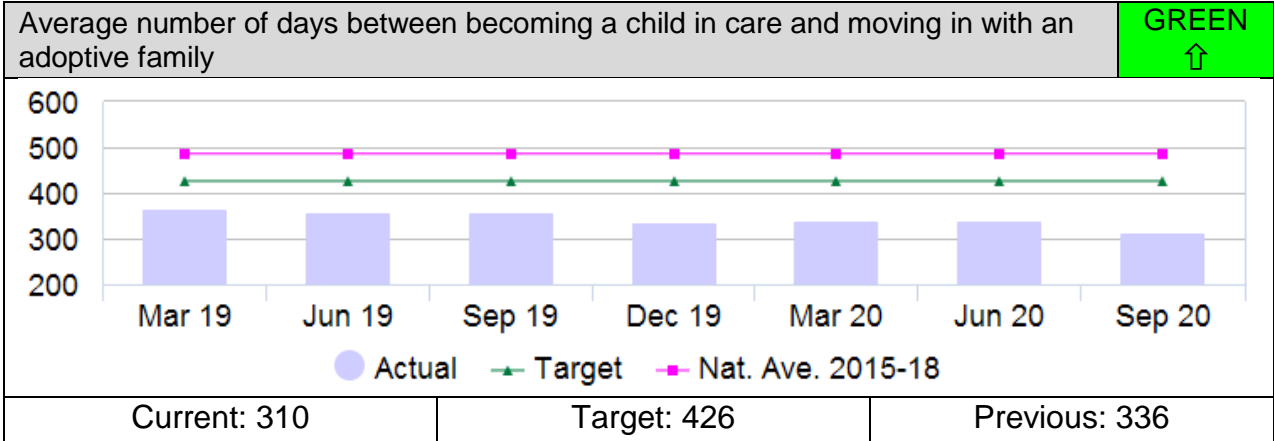 Average number of days between becoming a child in care and moving in with an
adoptive family
GREEN
⇧
600
500
400
300
200
Mar 19 Jun 19 Sep 19 Dec 19 Mar 20 Jun 20 Sep 20
Actual Target Nat. Ave. 2015-18
Current: 310 Target: 426 Previous: 336